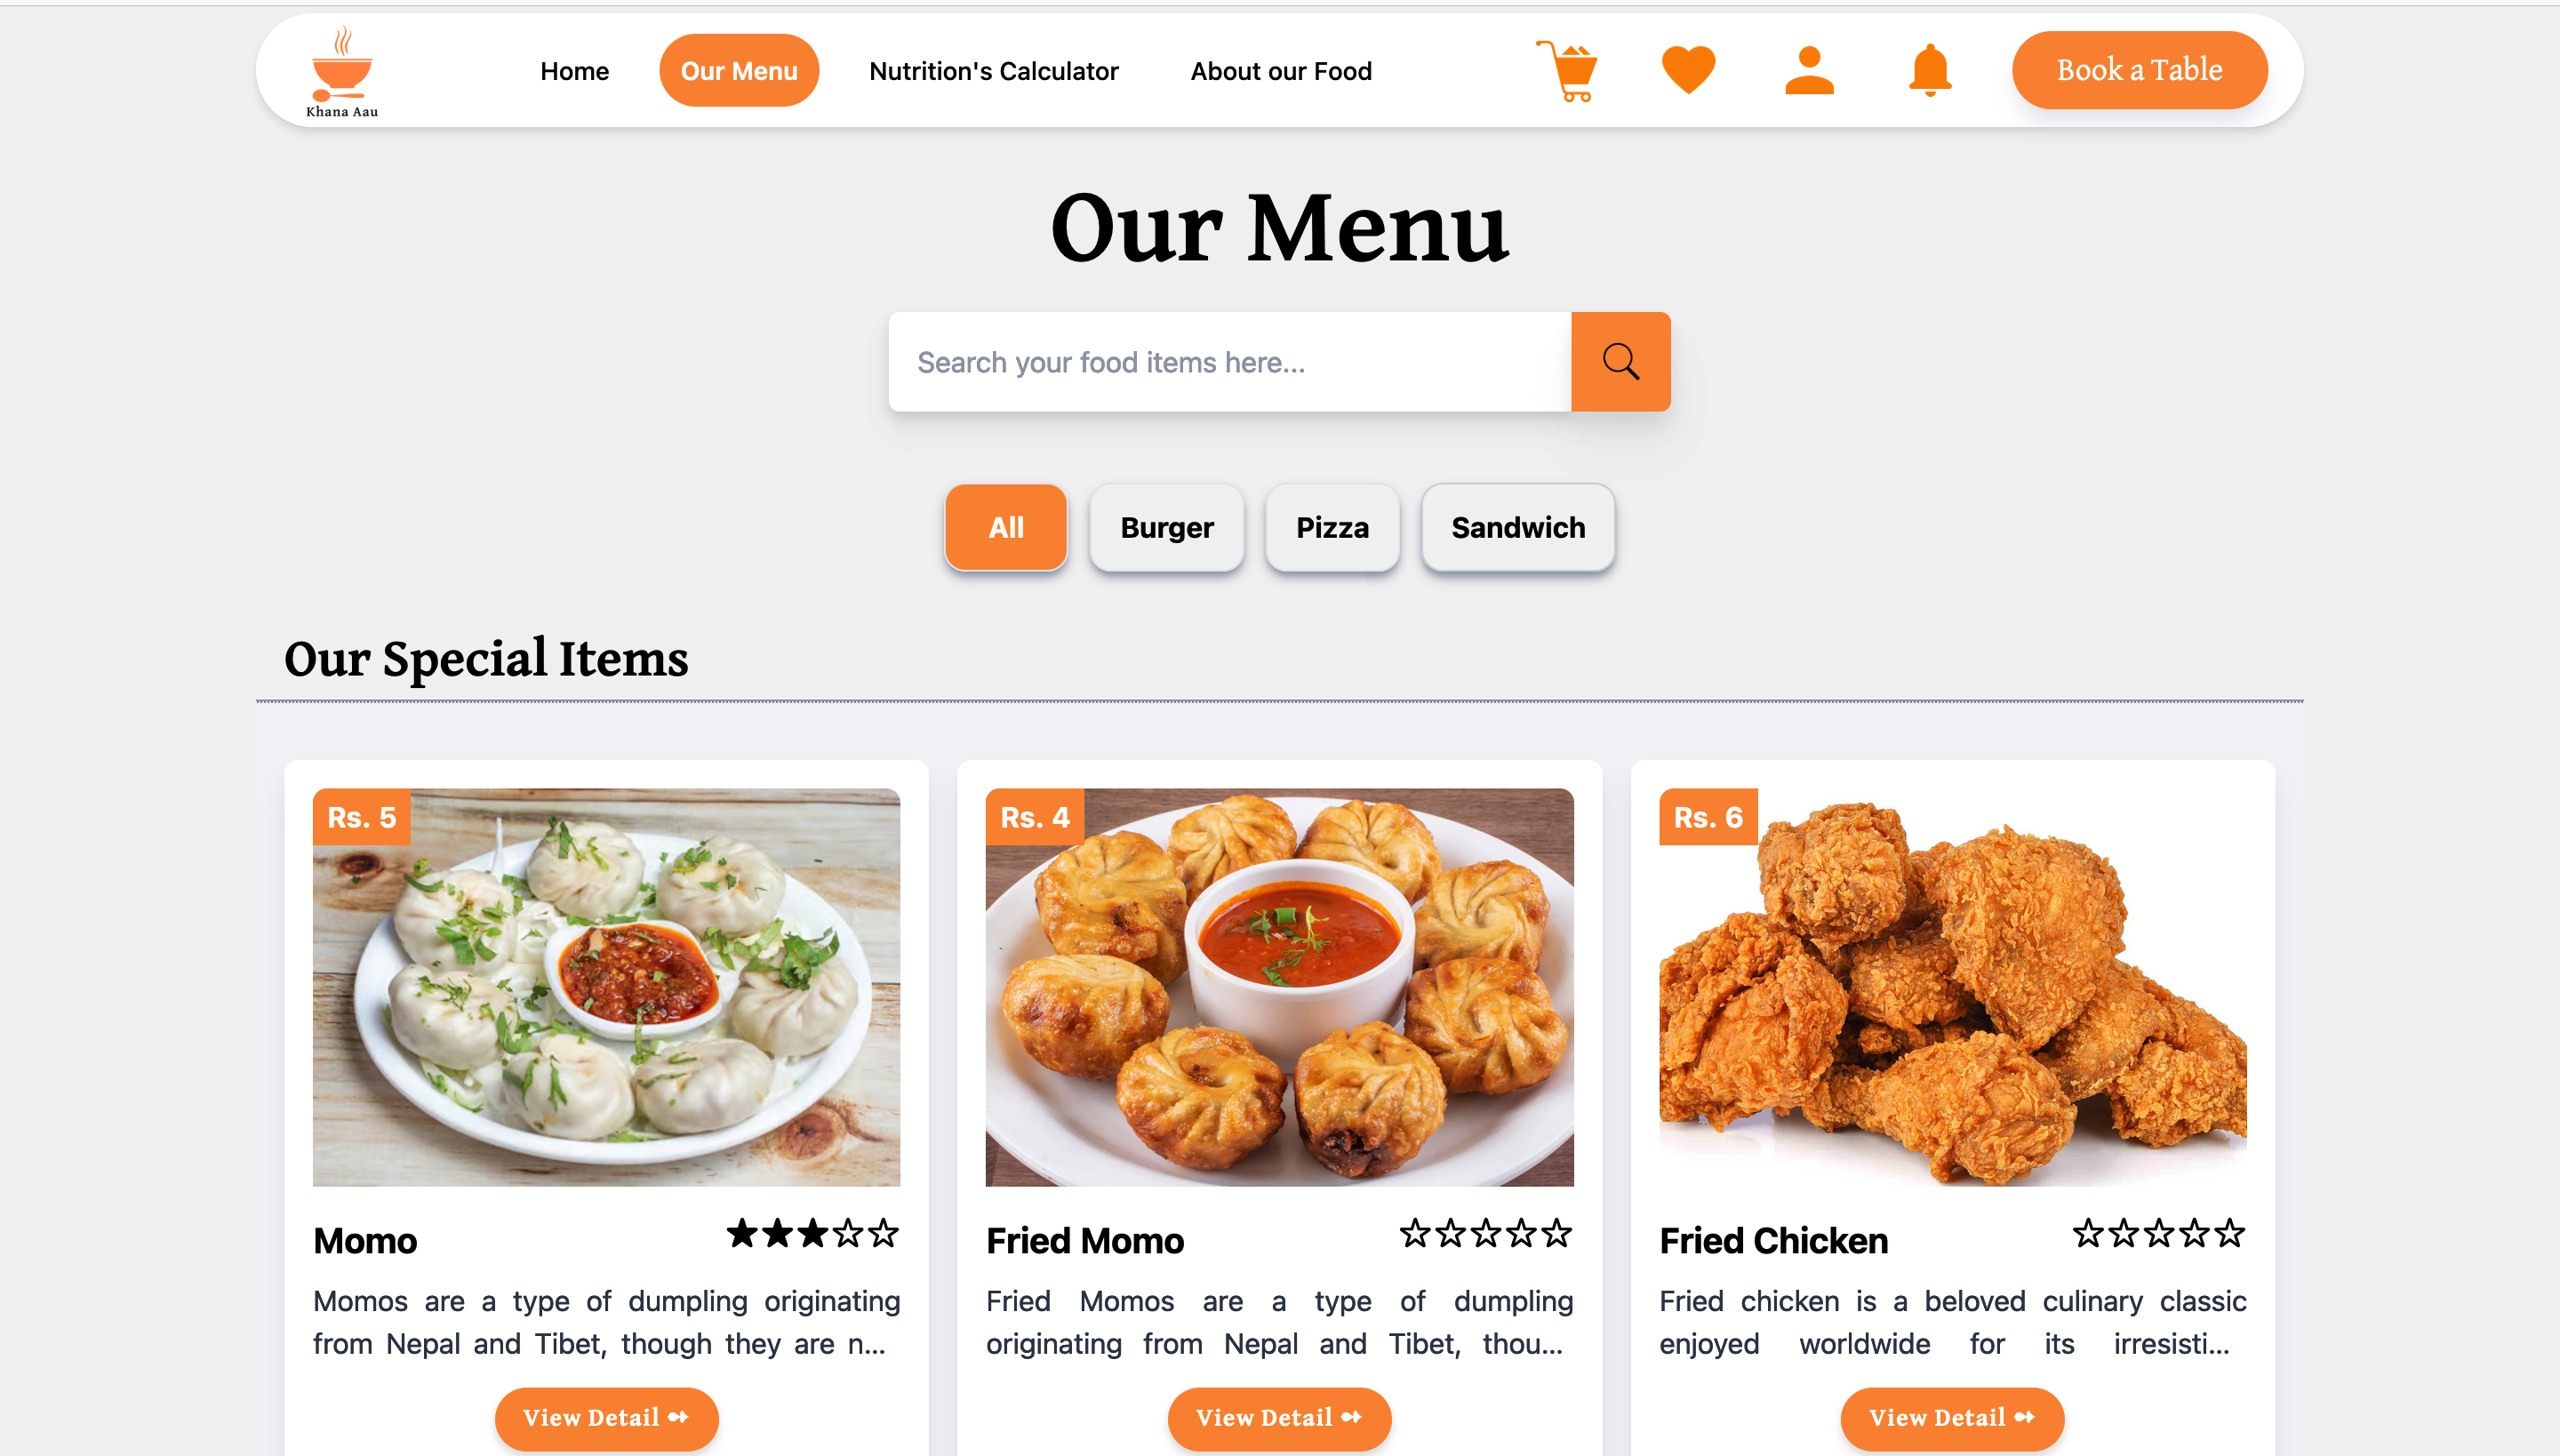 Khana Aau
Home
Our Menu
Nutrition's Calculator
About our Food
Book a Table
Our Menu
Search your food items here...
All
Burger
Pizza
Sandwich
Our Special Items
Rs. 5
Momo
Momos are a type of dumpling originating
from Nepal and Tibet, though they are n...
View Detail
Rs. 4
Fried Momo
Fried Momos are a type of dumpling
originating from Nepal and Tibet, thou...
View Detail
Rs. 6
Fried Chicken
Fried chicken is a beloved culinary classic
enjoyed worldwide for its irresisti...
View Detail